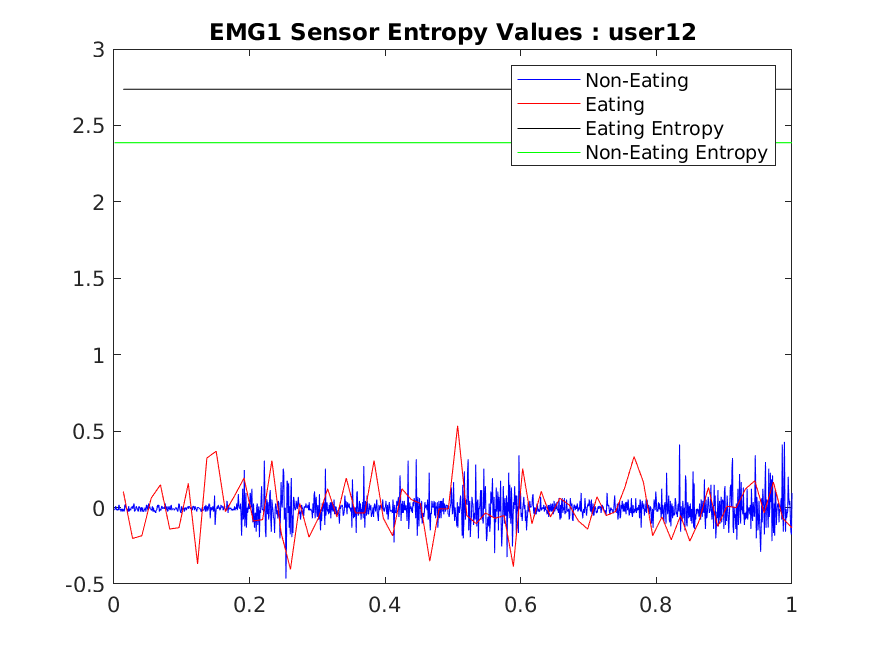 EMG1 Sensor Entropy Values : user12
3
Non-Eating
Eating
Eating Entropy
Non-Eating Entropy
2.5
2
1.5
1
0.5
0
-0.5
0 0.2 0.4 0.6 0.8 1